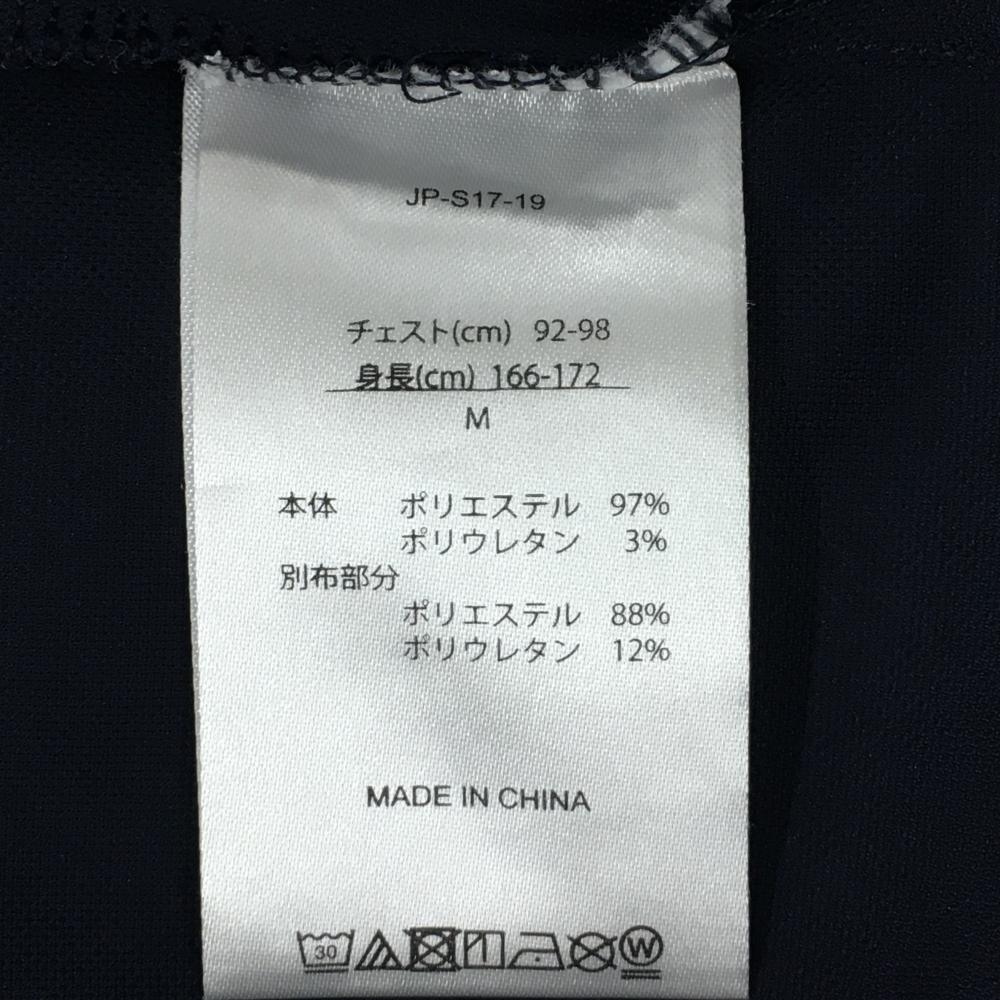 JP-S17-19
チェスト(cm) 92-98
身長(cm) 166-172
M
本体 ポリエステル 97%
ポリウレタン 3%
別布部分
ポリエステル 88%
ポリウレタン 12%
MADE IN CHINA
30 W